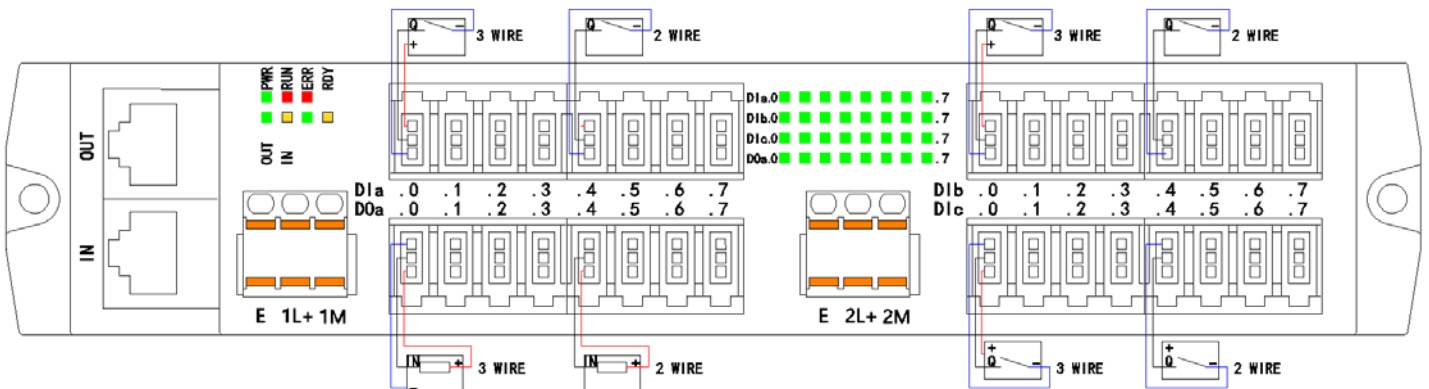 Q - 3 WIRE
+
Q - 2 WIRE
Q - 3 WIRE
+
Q - 2 WIRE
PWR RUN ERR RDY
OUT IN
OUT
IN
DIa.0 .7
DIb.0 .7
DIc.0 .7
DOa.0 .7
DIa .0 .1 .2 .3 .4 .5 .6 .7
DOa .0 .1 .2 .3 .4 .5 .6 .7
DIb .0 .1 .2 .3 .4 .5 .6 .7
DIc .0 .1 .2 .3 .4 .5 .6 .7
E 1L+ 1M
E 2L+ 2M
IN + 3 WIRE
-
IN + 2 WIRE
+
Q - 3 WIRE
+
Q - 2 WIRE